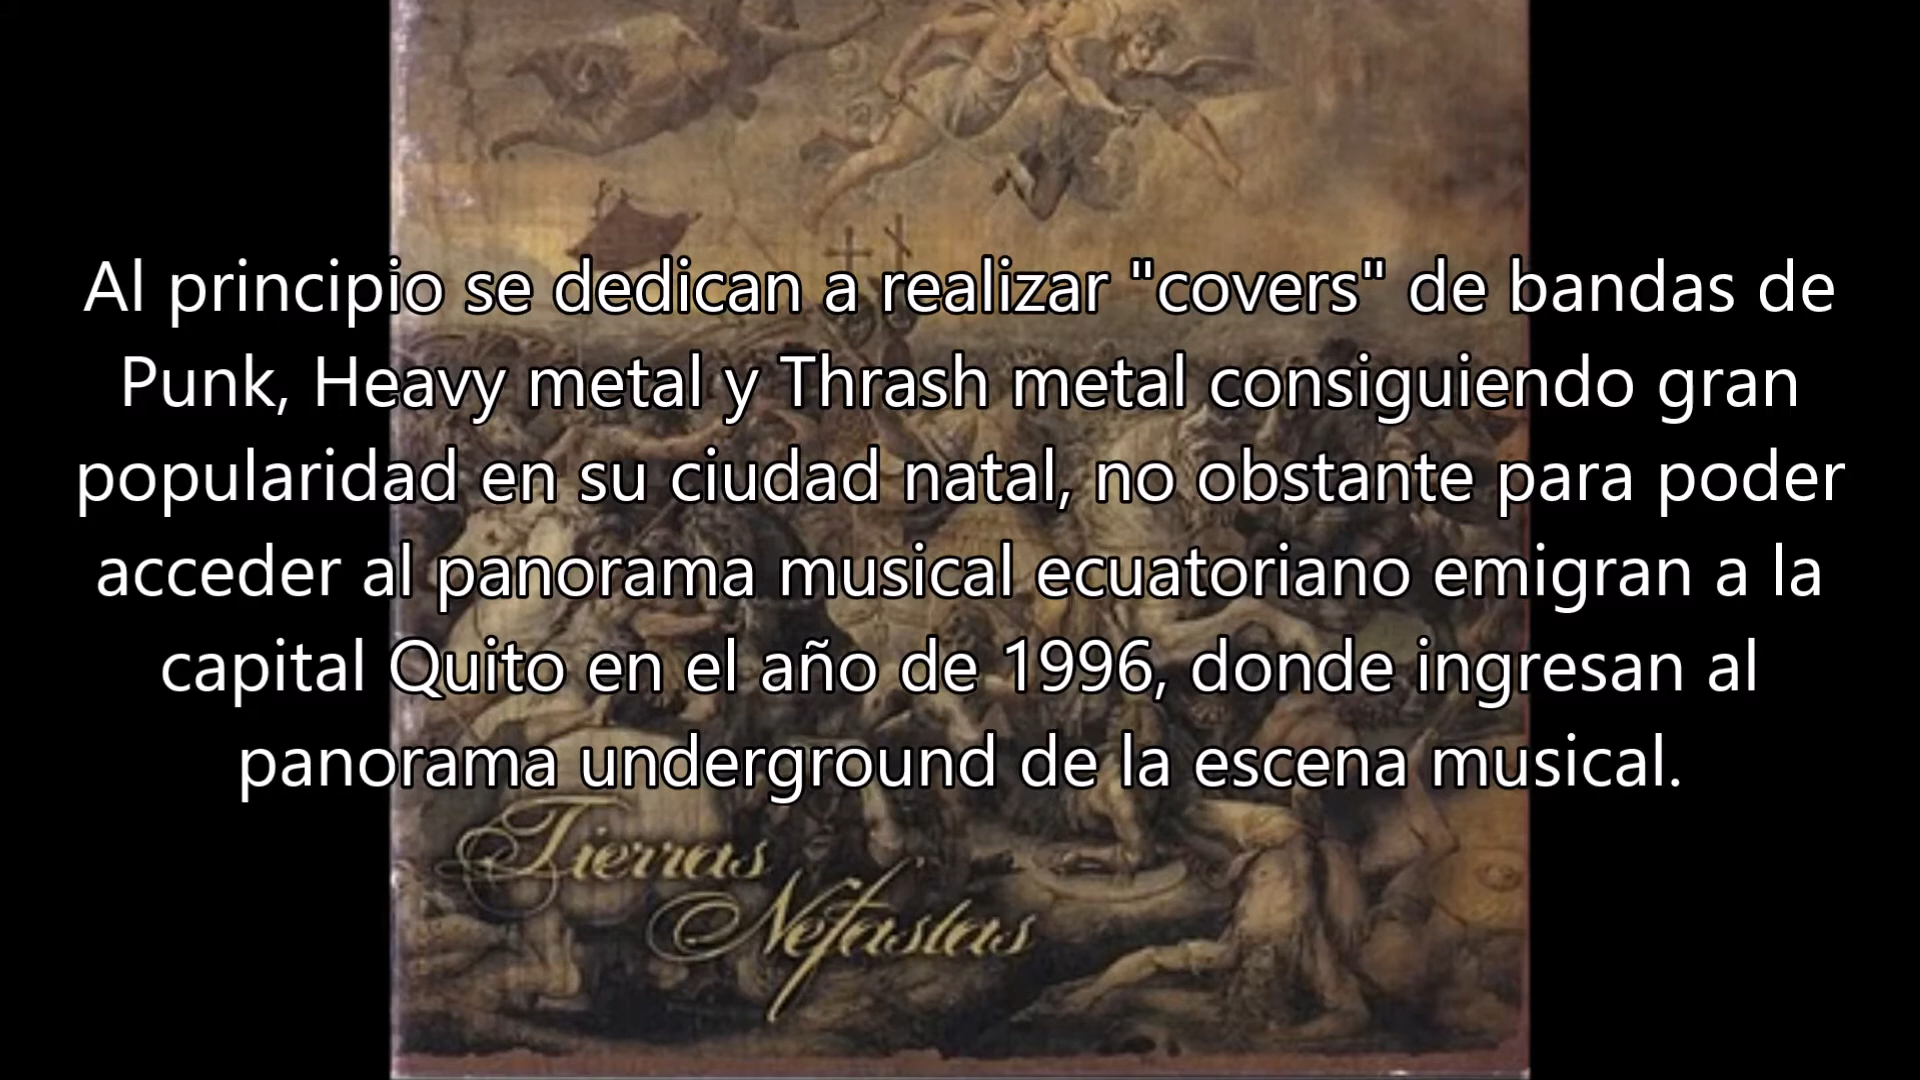 Al principio se dedican a realizar "covers" de bandas de
Punk, Heavy metal y Thrash metal consiguiendo gran
popularidad en su ciudad natal, no obstante para poder
acceder al panorama musical ecuatoriano emigran a la
capital Quito en el año de 1996, donde ingresan al
panorama underground de la escena musical.
Tierras
Nefastas